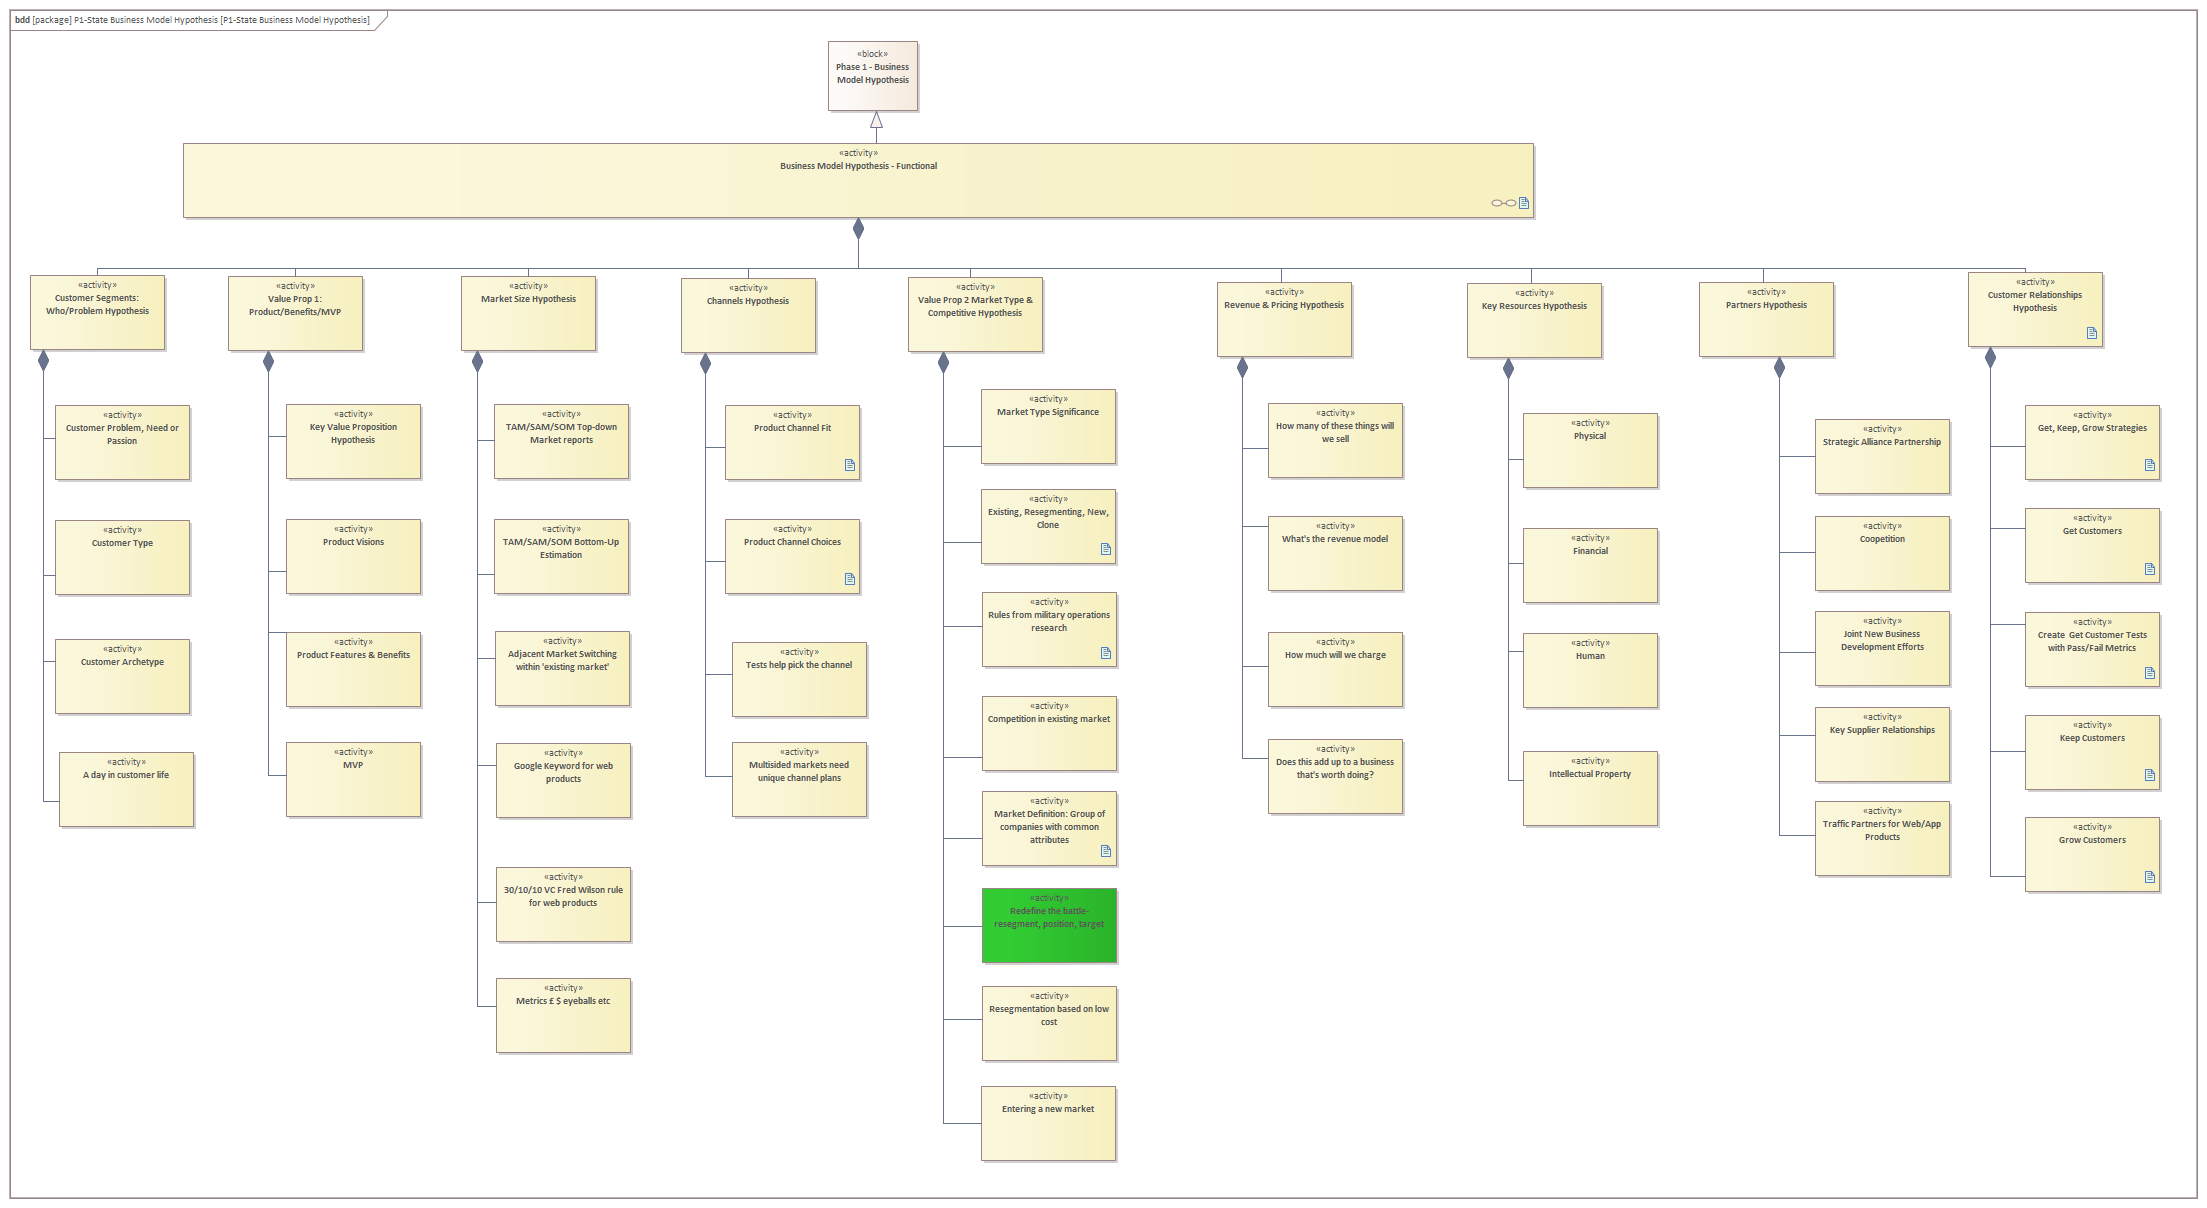 bdd [package] P1-State Business Model Hypothesis [P1-State Business Model Hypothesis]
«block»
Phase 1 - Business
Model Hypothesis
«activity»
Business Model Hypothesis - Functional
«activity»
Customer Segments:
Who/Problem Hypothesis
«activity»
Customer Problem, Need or
Passion
«activity»
Customer Type
«activity»
Customer Archetype
«activity»
A day in customer life
«activity»
Value Prop 1:
Product/Benefits/MVP
«activity»
Key Value Proposition
Hypothesis
«activity»
Product Visions
«activity»
Product Features & Benefits
«activity»
MVP
«activity»
Market Size Hypothesis
«activity»
TAM/SAM/SOM Top-down
Market reports
«activity»
TAM/SAM/SOM Bottom-Up
Estimation
«activity»
Adjacent Market Switching
within 'existing market'
«activity»
Google Keyword for web
products
«activity»
30/10/10 VC Fred Wilson rule
for web products
«activity»
Metrics £ $ eyeballs etc
«activity»
Channels Hypothesis
«activity»
Product Channel Fit
«activity»
Product Channel Choices
«activity»
Tests help pick the channel
«activity»
Multisided markets need
unique channel plans
«activity»
Value Prop 2 Market Type &
Competitive Hypothesis
«activity»
Market Type Significance
«activity»
Existing, Resegmenting, New,
Clone
«activity»
Rules from military operations
research
«activity»
Competition in existing market
«activity»
Market Definition: Group of
companies with common
attributes
«activity»
Redefine the battle-
resegment, position, target
«activity»
Resegmentation based on low
cost
«activity»
Entering a new market
«activity»
Revenue & Pricing Hypothesis
«activity»
How many of these things will
we sell
«activity»
What's the revenue model
«activity»
How much will we charge
«activity»
Does this add up to a business
that's worth doing?
«activity»
Key Resources Hypothesis
«activity»
Physical
«activity»
Financial
«activity»
Human
«activity»
Intellectual Property
«activity»
Partners Hypothesis
«activity»
Strategic Alliance Partnership
«activity»
Coopetition
«activity»
Joint New Business
Development Efforts
«activity»
Key Supplier Relationships
«activity»
Traffic Partners for Web/App
Products
«activity»
Customer Relationships
Hypothesis
«activity»
Get, Keep, Grow Strategies
«activity»
Get Customers
«activity»
Create Get Customer Tests
with Pass/Fail Metrics
«activity»
Keep Customers
«activity»
Grow Customers